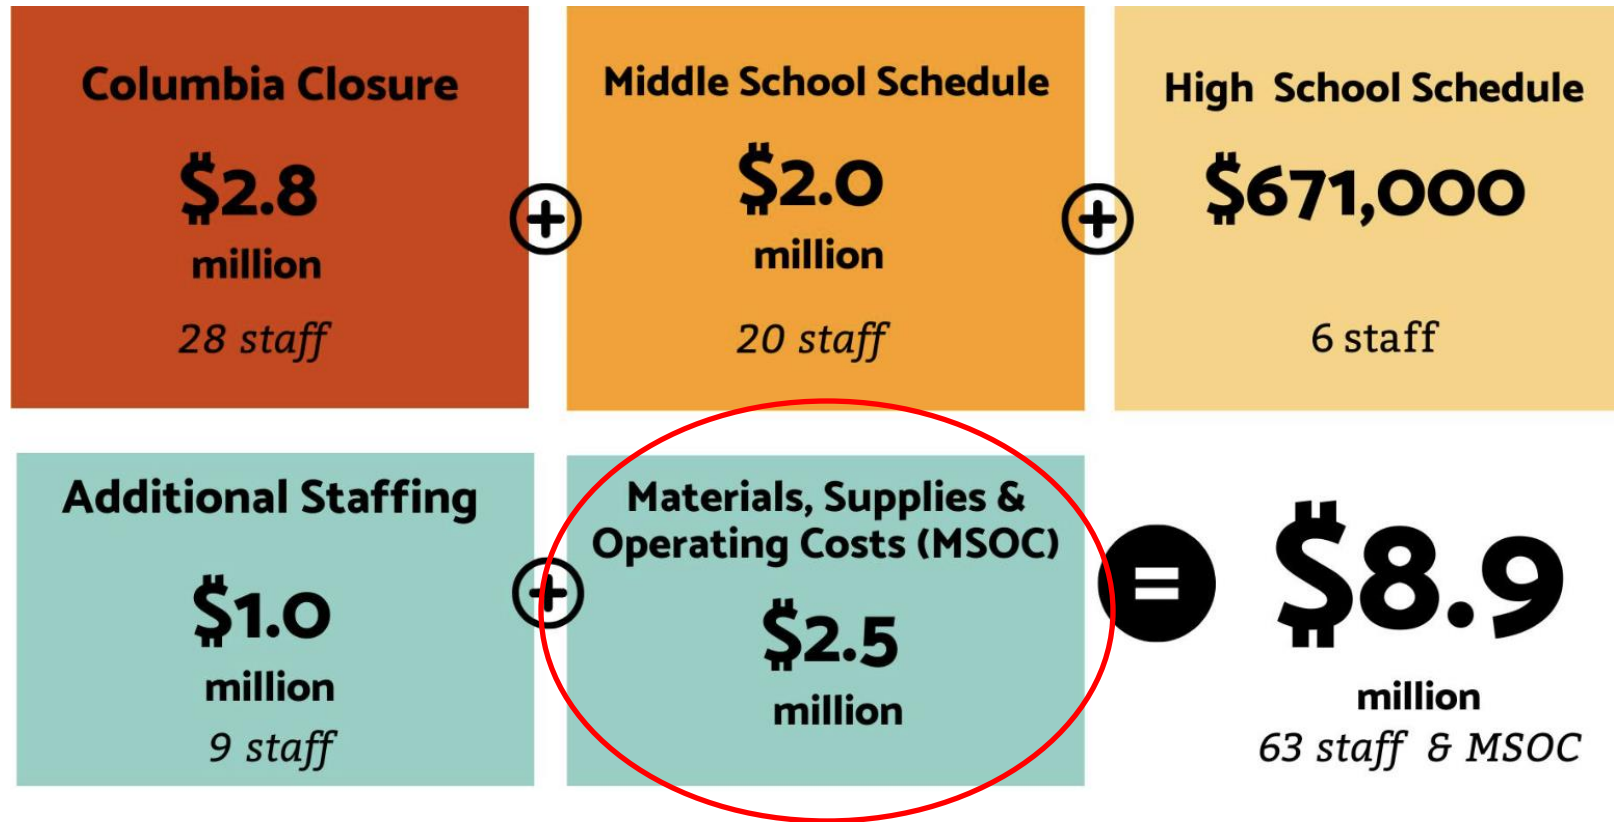 Columbia Closure
$2.8
million
28 staff
+
Middle School Schedule
$2.0
million
20 staff
+
High School Schedule
$671,000
6 staff
Additional Staffing
$1.0
million
9 staff
+
Materials, Supplies &
Operating Costs (MSOC)
$2.5
million
=
$8.9
million
63 staff & MSOC